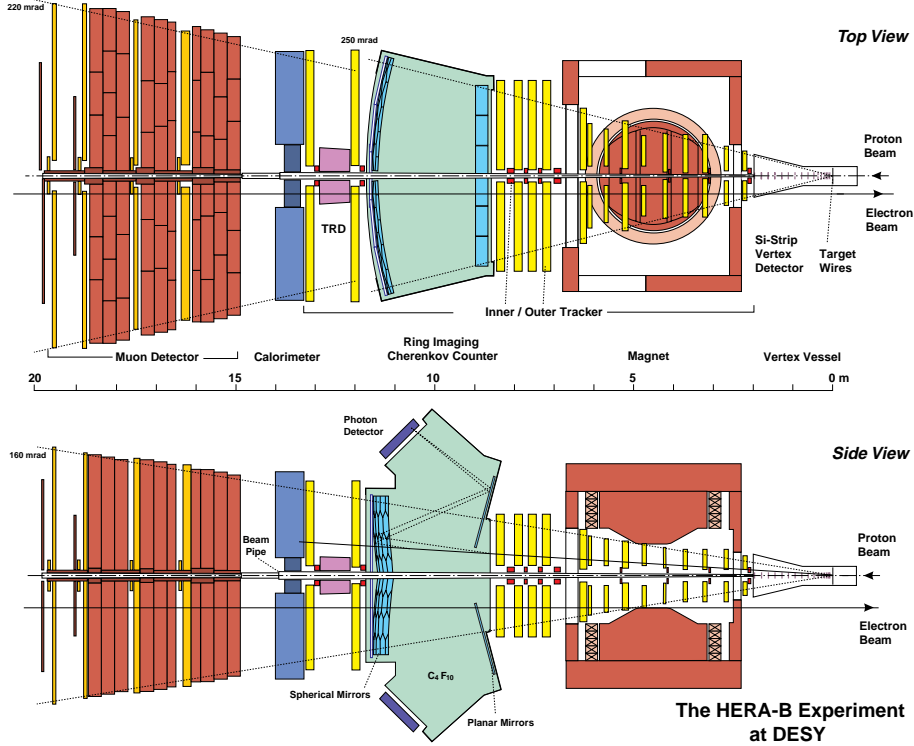 220 mrad
250 mrad
Top View
Proton
Beam
Electron
Beam
TRD
Si-Strip
Vertex
Detector
Target
Wires
Inner / Outer Tracker
Muon Detector
Calorimeter
Ring Imaging
Cherenkov Counter
Magnet
Vertex Vessel
20 15 10 5 0 m
Photon
Detector
160 mrad
Side View
Beam
Pipe
Proton
Beam
Electron
Beam
C4 F10
Spherical Mirrors
Planar Mirrors
The HERA-B Experiment
at DESY